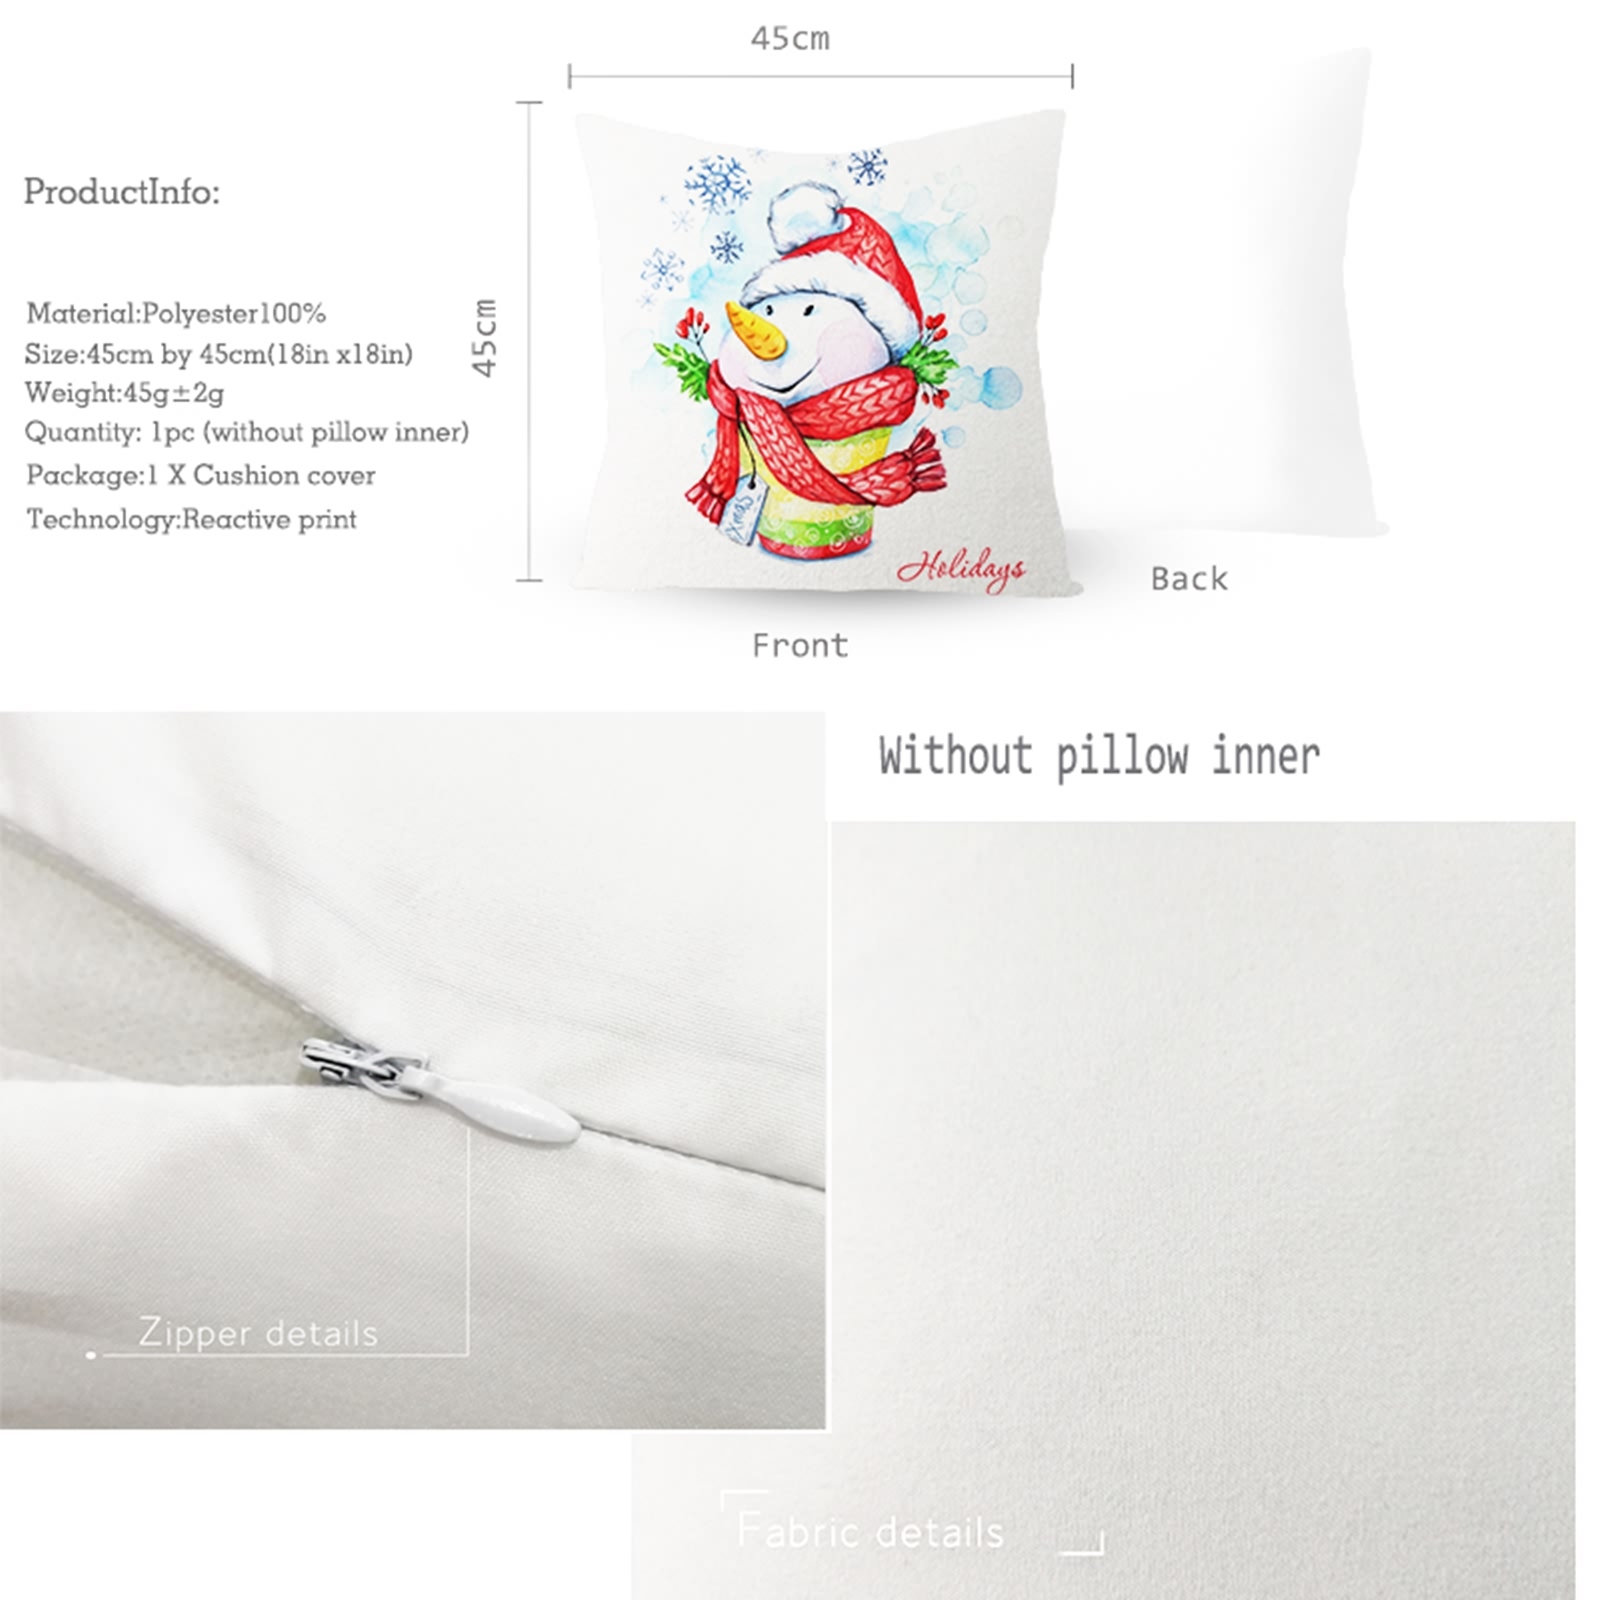 45cm
45cm
ProductInfo:
Material:Polyester100%
Size:45cm by 45cm(18in x18in)
Weight:45g±2g
Quantity: 1pc (without pillow inner)
Package:1 X Cushion cover
Technology:Reactive print
Xmas
Holidays
Front
Back
Without pillow inner
Zipper details
Fabric details